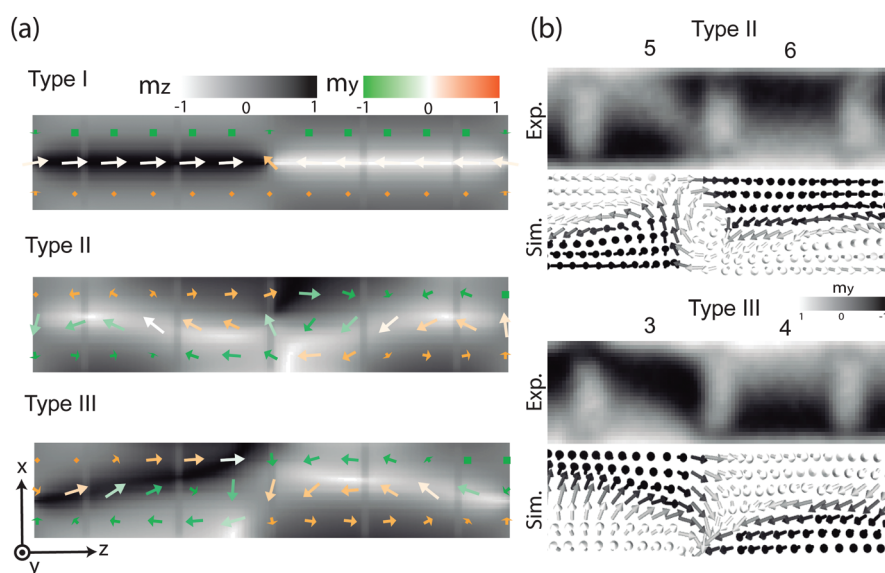 (a)
Type I
mz
-1 0 1
my
-1 0 1
Type II
Type III
x
y
z
(b)
Type II
5 6
Exp.
Sim.
my
1 0 1
Type III
3 4
Exp.
Sim.